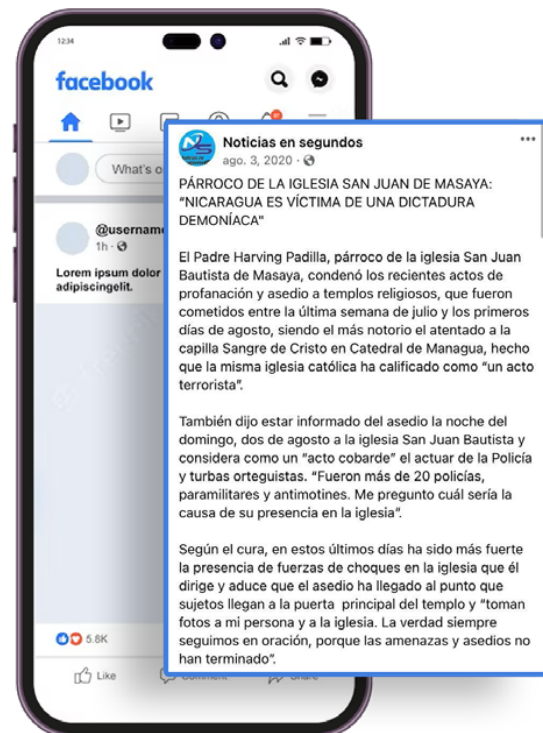 12:34
facebook
What's o
@username
1h
Lorem ipsum dolor
adipiscingelit.
5.8K
Like
Comment
Share
Noticias en segundos
ago. 3, 2020
PÁRROCO DE LA IGLESIA SAN JUAN DE MASAYA:
“NICARAGUA ES VÍCTIMA DE UNA DICTADURA
DEMONÍACA"
El Padre Harving Padilla, párroco de la iglesia San Juan
Bautista de Masaya, condenó los recientes actos de
profanación y asedio a templos religiosos, que fueron
cometidos entre la última semana de julio y los primeros
días de agosto, siendo el más notorio el atentado a la
capilla Sangre de Cristo en Catedral de Managua, hecho
que la misma iglesia católica ha calificado como “un acto
terrorista”.
También dijo estar informado del asedio la noche del
domingo, dos de agosto a la iglesia San Juan Bautista y
considera como un “acto cobarde” el actuar de la Policía
y turbas orteguistas. “Fueron más de 20 policías,
paramilitares y antimotines. Me pregunto cuál sería la
causa de su presencia en la iglesia”.
Según el cura, en estos últimos días ha sido más fuerte
la presencia de fuerzas de choques en la iglesia que él
dirige y aduce que el asedio ha llegado al punto que
sujetos llegan a la puerta principal del templo y “toman
fotos a mi persona y a la iglesia. La verdad siempre
seguimos en oración, porque las amenazas y asedios no
han terminado”.